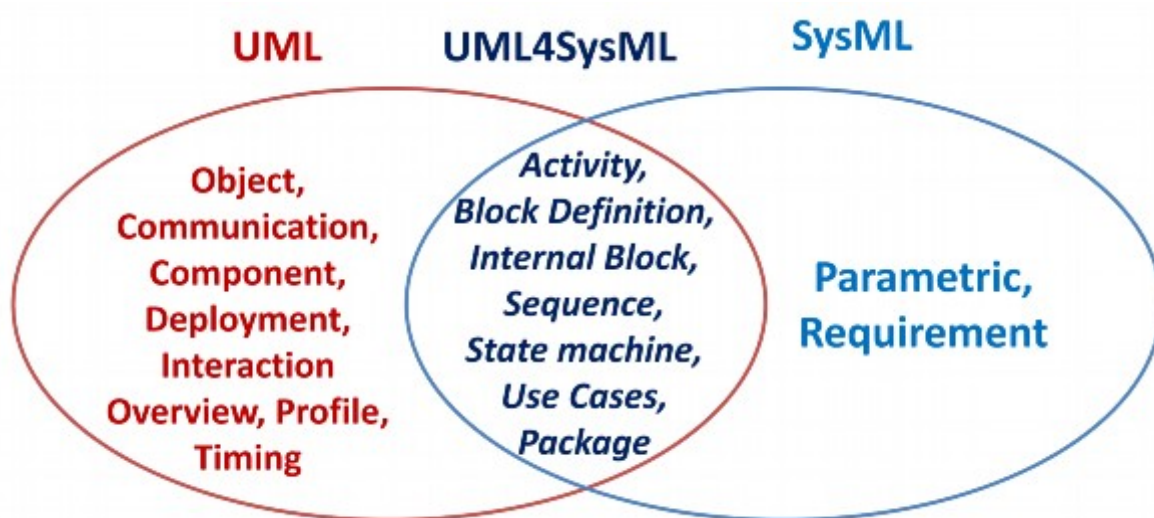 UML
UML4SysML
SysML
Object,
Communication,
Component,
Deployment,
Interaction
Overview, Profile,
Timing
Activity,
Block Definition,
Internal Block,
Sequence,
State machine,
Use Cases,
Package
Parametric,
Requirement